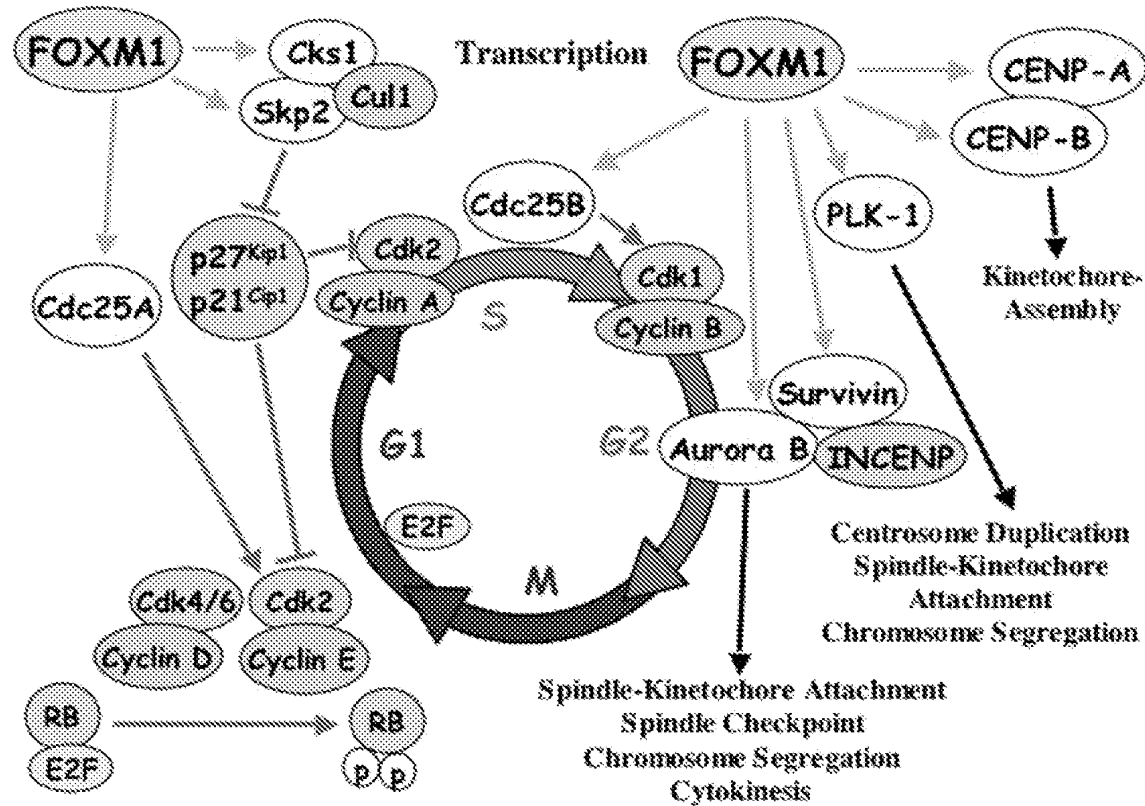 FOXM1
Cks1
Cul1
Skp2
Transcription
FOXM1
CENP-A
CENP-B
Cdc25B
PLK-1
p27Kip1
p21Cip1
Cdk2
Cyclin A
Cdc25A
Cdk1
Cyclin B
Kinetochore-
Assembly
S
G1
G2
Survivin
Aurora B
INCENP
E2F
M
Centrosome Duplication
Spindle-Kinetochore
Attachment
Chromosome Segregation
Cdk4/6
Cdk2
Cyclin D
Cyclin E
Spindle-Kinetochore Attachment
Spindle Checkpoint
Chromosome Segregation
Cytokinesis
RB
E2F
RB
p p